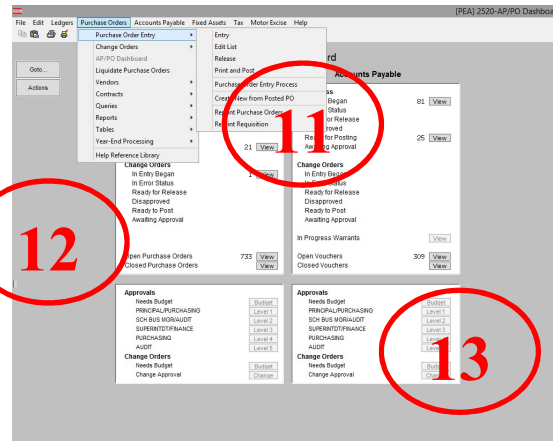 [PEA] 2520-AP/PO Dashboa
File Edit Ledgers Purchase Orders Accounts Payable Fixed Assets Tax Motor Excise Help
Purchase Order Entry Entry
Change Orders Edit List
AP/PO Dashboard Release
Liquidate Purchase Orders Print and Post
Vendors Purchase Order Entry Process
Contracts Create New from Posted PO
Queries Reprint Purchase Orders
Reports Reprint Requisition
Tables
Year-End Processing
Help Reference Library
Goto...
Actions
rd
Accounts Payable
ss
Began 81 View
Status
or Release
roved
Ready for Posting 25 View
21 View Awaiting Approval
11
Change Orders Change Orders
In Entry Began 1 View In Entry Began
In Error Status In Error Status
Ready for Release Ready for Release
Disapproved Disapproved
Ready to Post Ready to Post
Awaiting Approval Awaiting Approval
12
In Progress Warrants View
Open Purchase Orders 733 View Open Vouchers 309 View
Closed Purchase Orders View Closed Vouchers View
Approvals Approvals
Needs Budget Budget Needs Budget Budget
PRINCIPAL/PURCHASING Level 1 PRINCIPAL/PURCHASING Level 1
SCH BUS MGR/AUDIT Level 2 SCH BUS MGR/AUDIT Level 2
SUPERINTDT/FINANCE Level 3 SUPERINTDT/FINANCE Level 3
PURCHASING Level 4 PURCHASING Level
AUDIT Level 5 AUDIT Level
13
Change Orders Change Orders
Needs Budget Budget Needs Budget Budget
Change Approval Change Change Approval Change